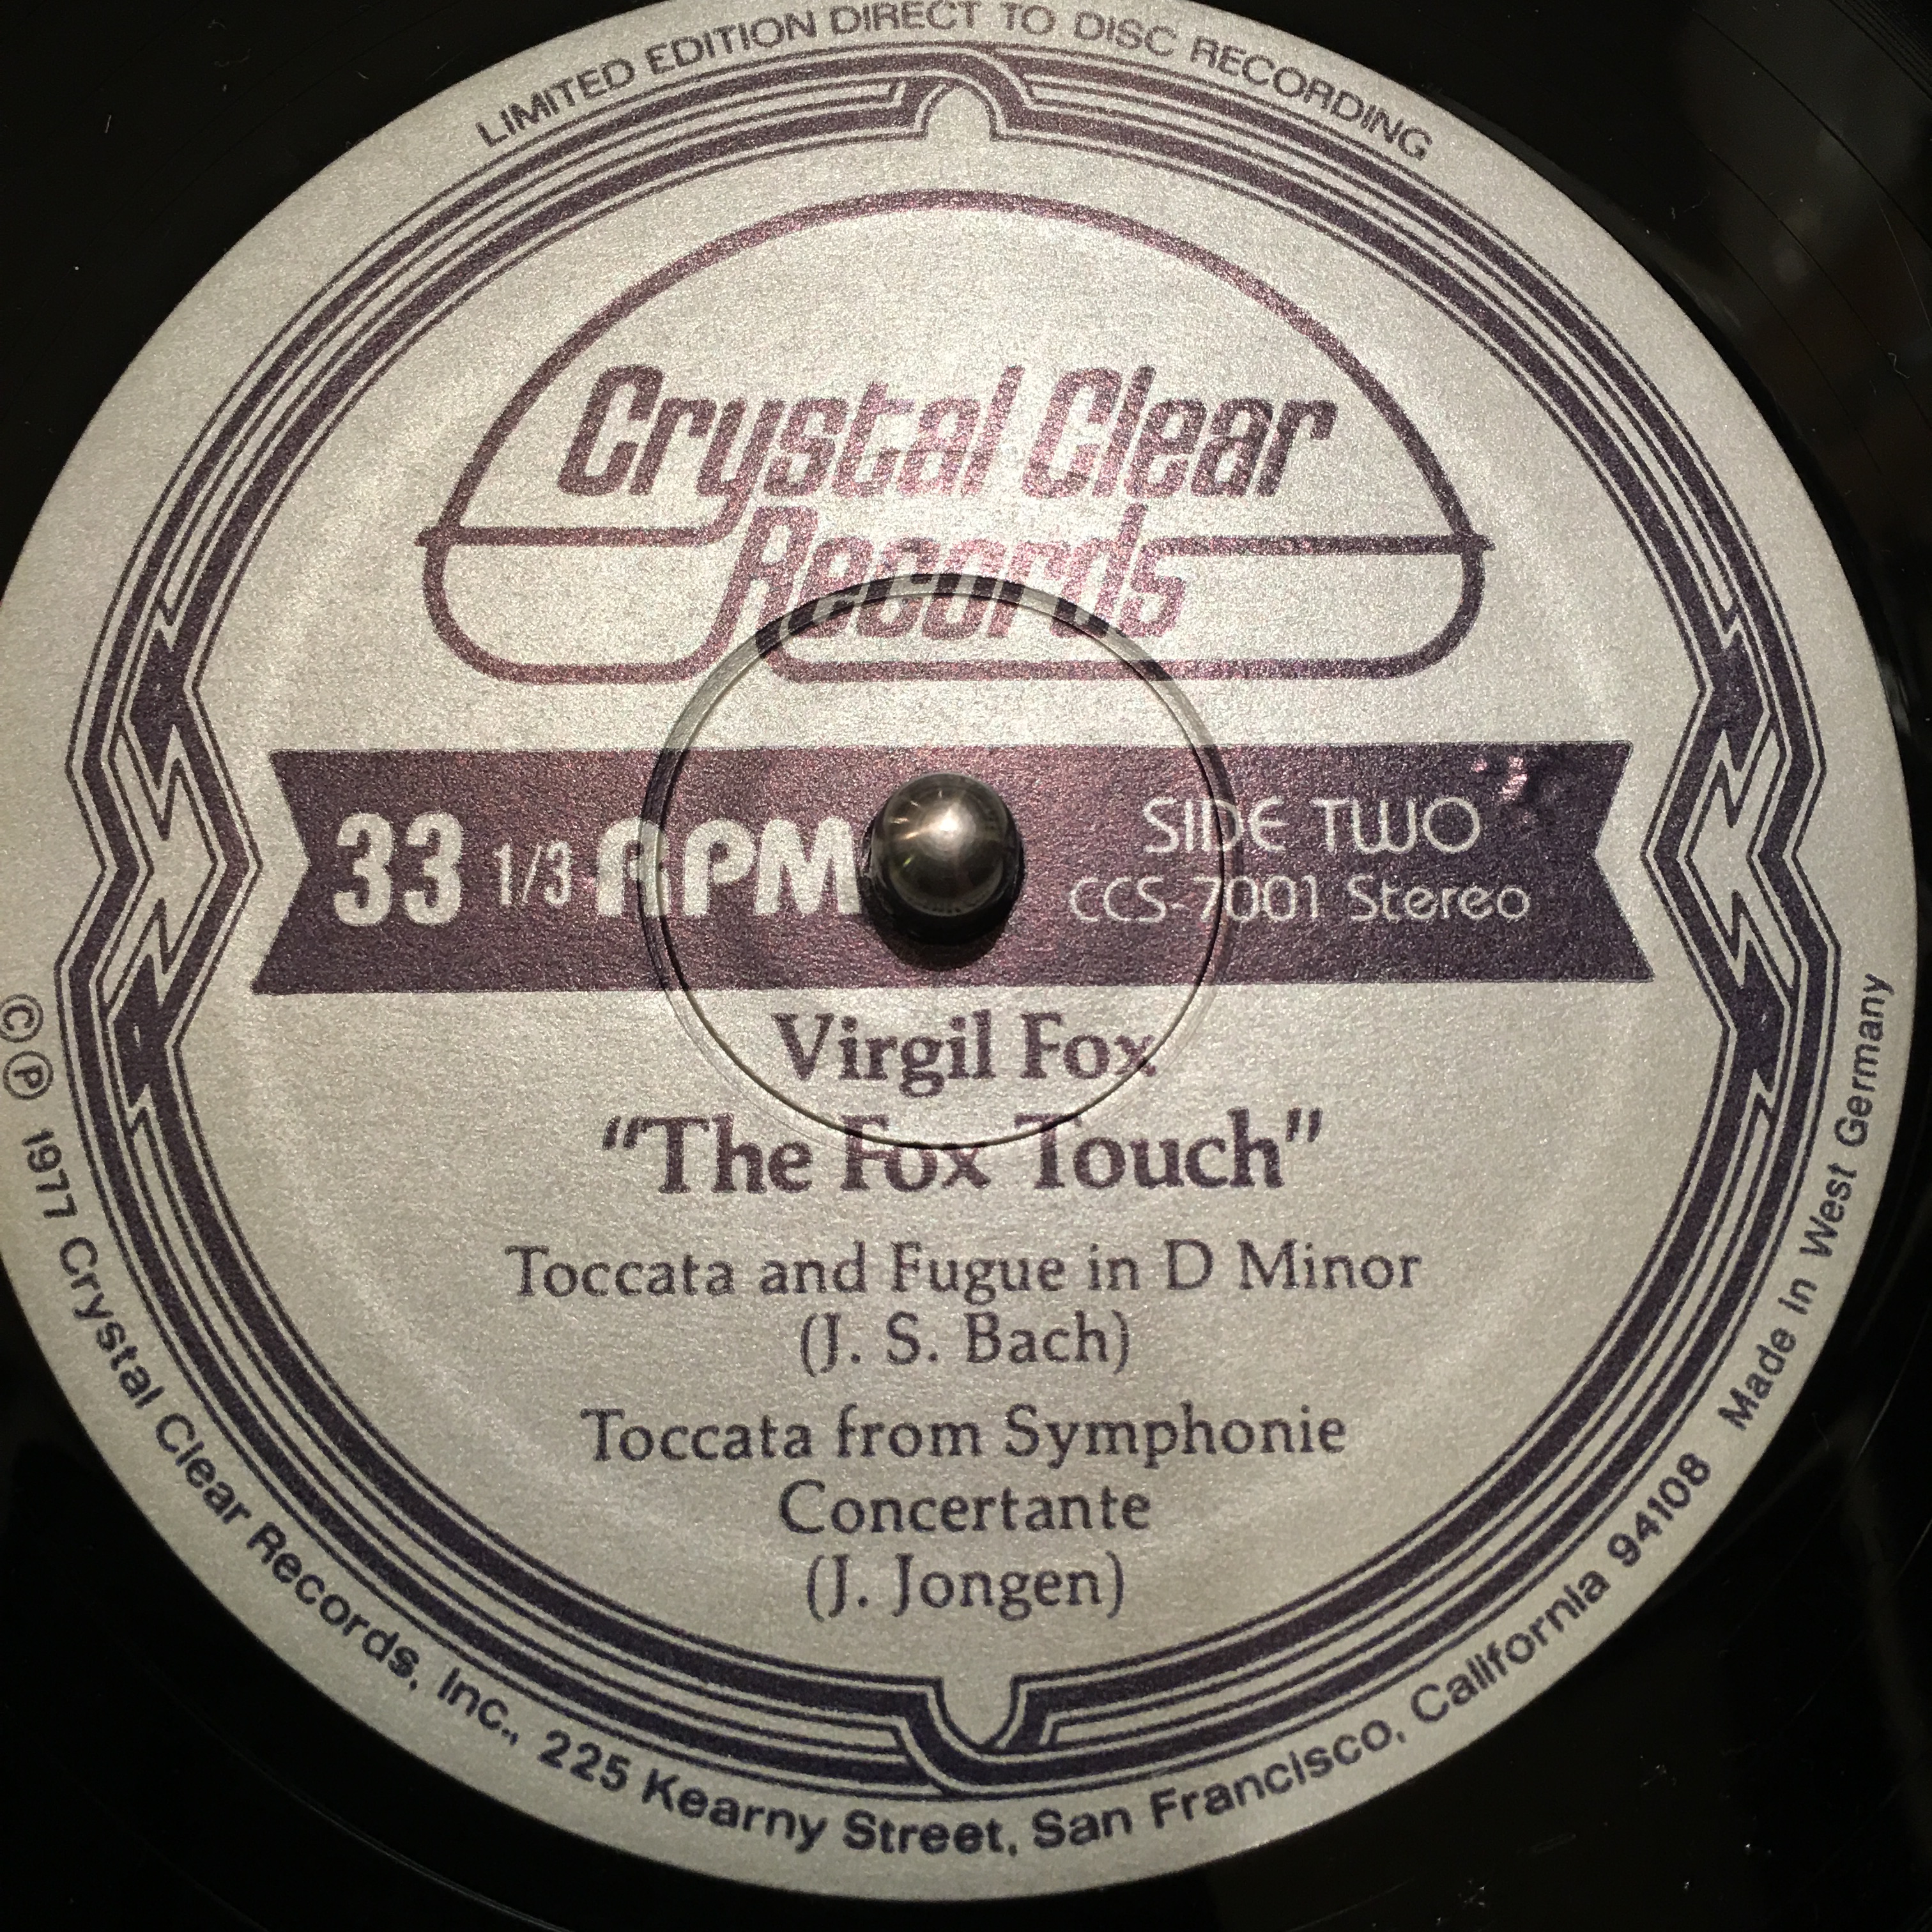 LIMITED EDITION DIRECT TO DISC RECORDING
Crystal Clear
Records
33 1/3 RPM
SIDE TWO
CCS-7001 Stereo
Virgil Fox
"The Fox Touch"
Toccata and Fugue in D Minor
(J. S. Bach)
Toccata from Symphonie
Concertante
(J. Jongen)
©℗ 1977 Crystal Clear Records, Inc., 225 Kearny Street, San Francisco, California 94108 Made in West Germany